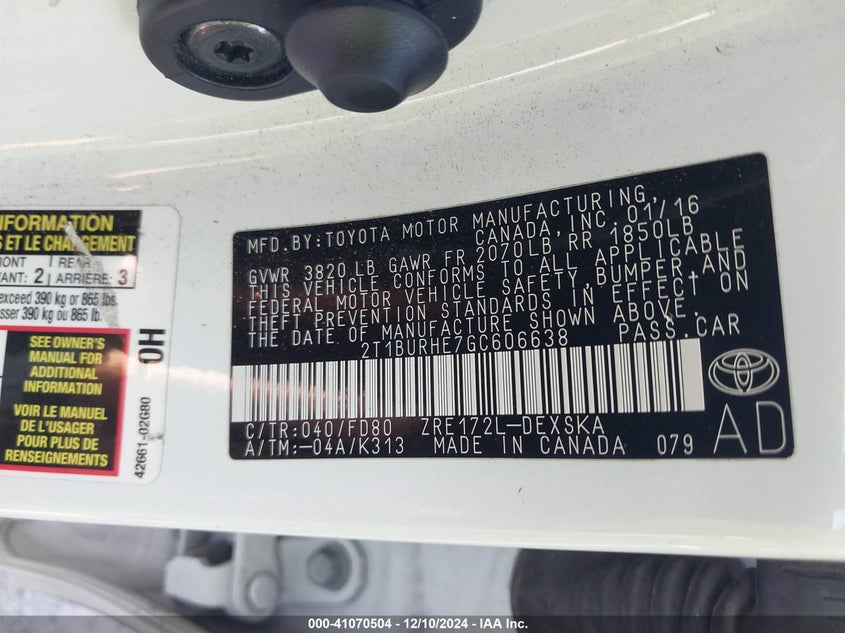 INFORMATION
S ET LE CHARGEMENT
FRONT
AVANT: 2
REAR
ARRIÈRE: 3
exceed 390 kg or 865 lbs.
asser 390 kg ou 865 lb.
SEE OWNER'S
MANUAL FOR
ADDITIONAL
INFORMATION
VOIR LE MANUEL
DE L'USAGER
POUR PLUS DE
RENSEIGNEMENTS
0H
42661-02G80
MFD.BY:TOYOTA MOTOR MANUFACTURING,
CANADA, INC. 01/16
GVWR 3820 LB GAWR FR 2070LB RR 1850LB
THIS VEHICLE CONFORMS TO ALL APPLICABLE
FEDERAL MOTOR VEHICLE SAFETY, BUMPER, AND
THEFT PREVENTION STANDARDS IN EFFECT ON
THE DATE OF MANUFACTURE SHOWN ABOVE.
2T1BURHE7GC606638 PASS.CAR
C/TR:040/FD80 ZRE172L-DEXSKA
A/TM:-04A/K313 MADE IN CANADA 079
AD
000-41070504 - 12/10/2024 - IAA Inc.